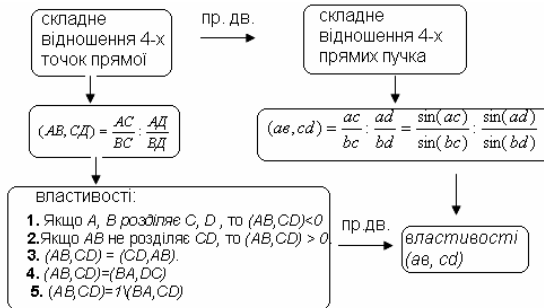 складне
відношення 4-х
точок прямої
пр. дв.
складне
відношення 4-х
прямих пучка
(AB,СД) = AC/BC : АД/ВД
(ав,cd) = ac/bc : ad/bd = sin(ac)/sin(bc) : sin(ad)/sin(bd)
властивості:
1. Якщо A, B розділяє C, D , то (AB,CD)<0
2.Якщо AB не розділяє CD, то (AB,CD) > 0.
3. (AB,CD) = (CD,AB).
4. (AB,CD)=(BA,DC)
5. (AB,CD)=1\(BA,CD)
пр.дв.
властивості
(ав, cd)